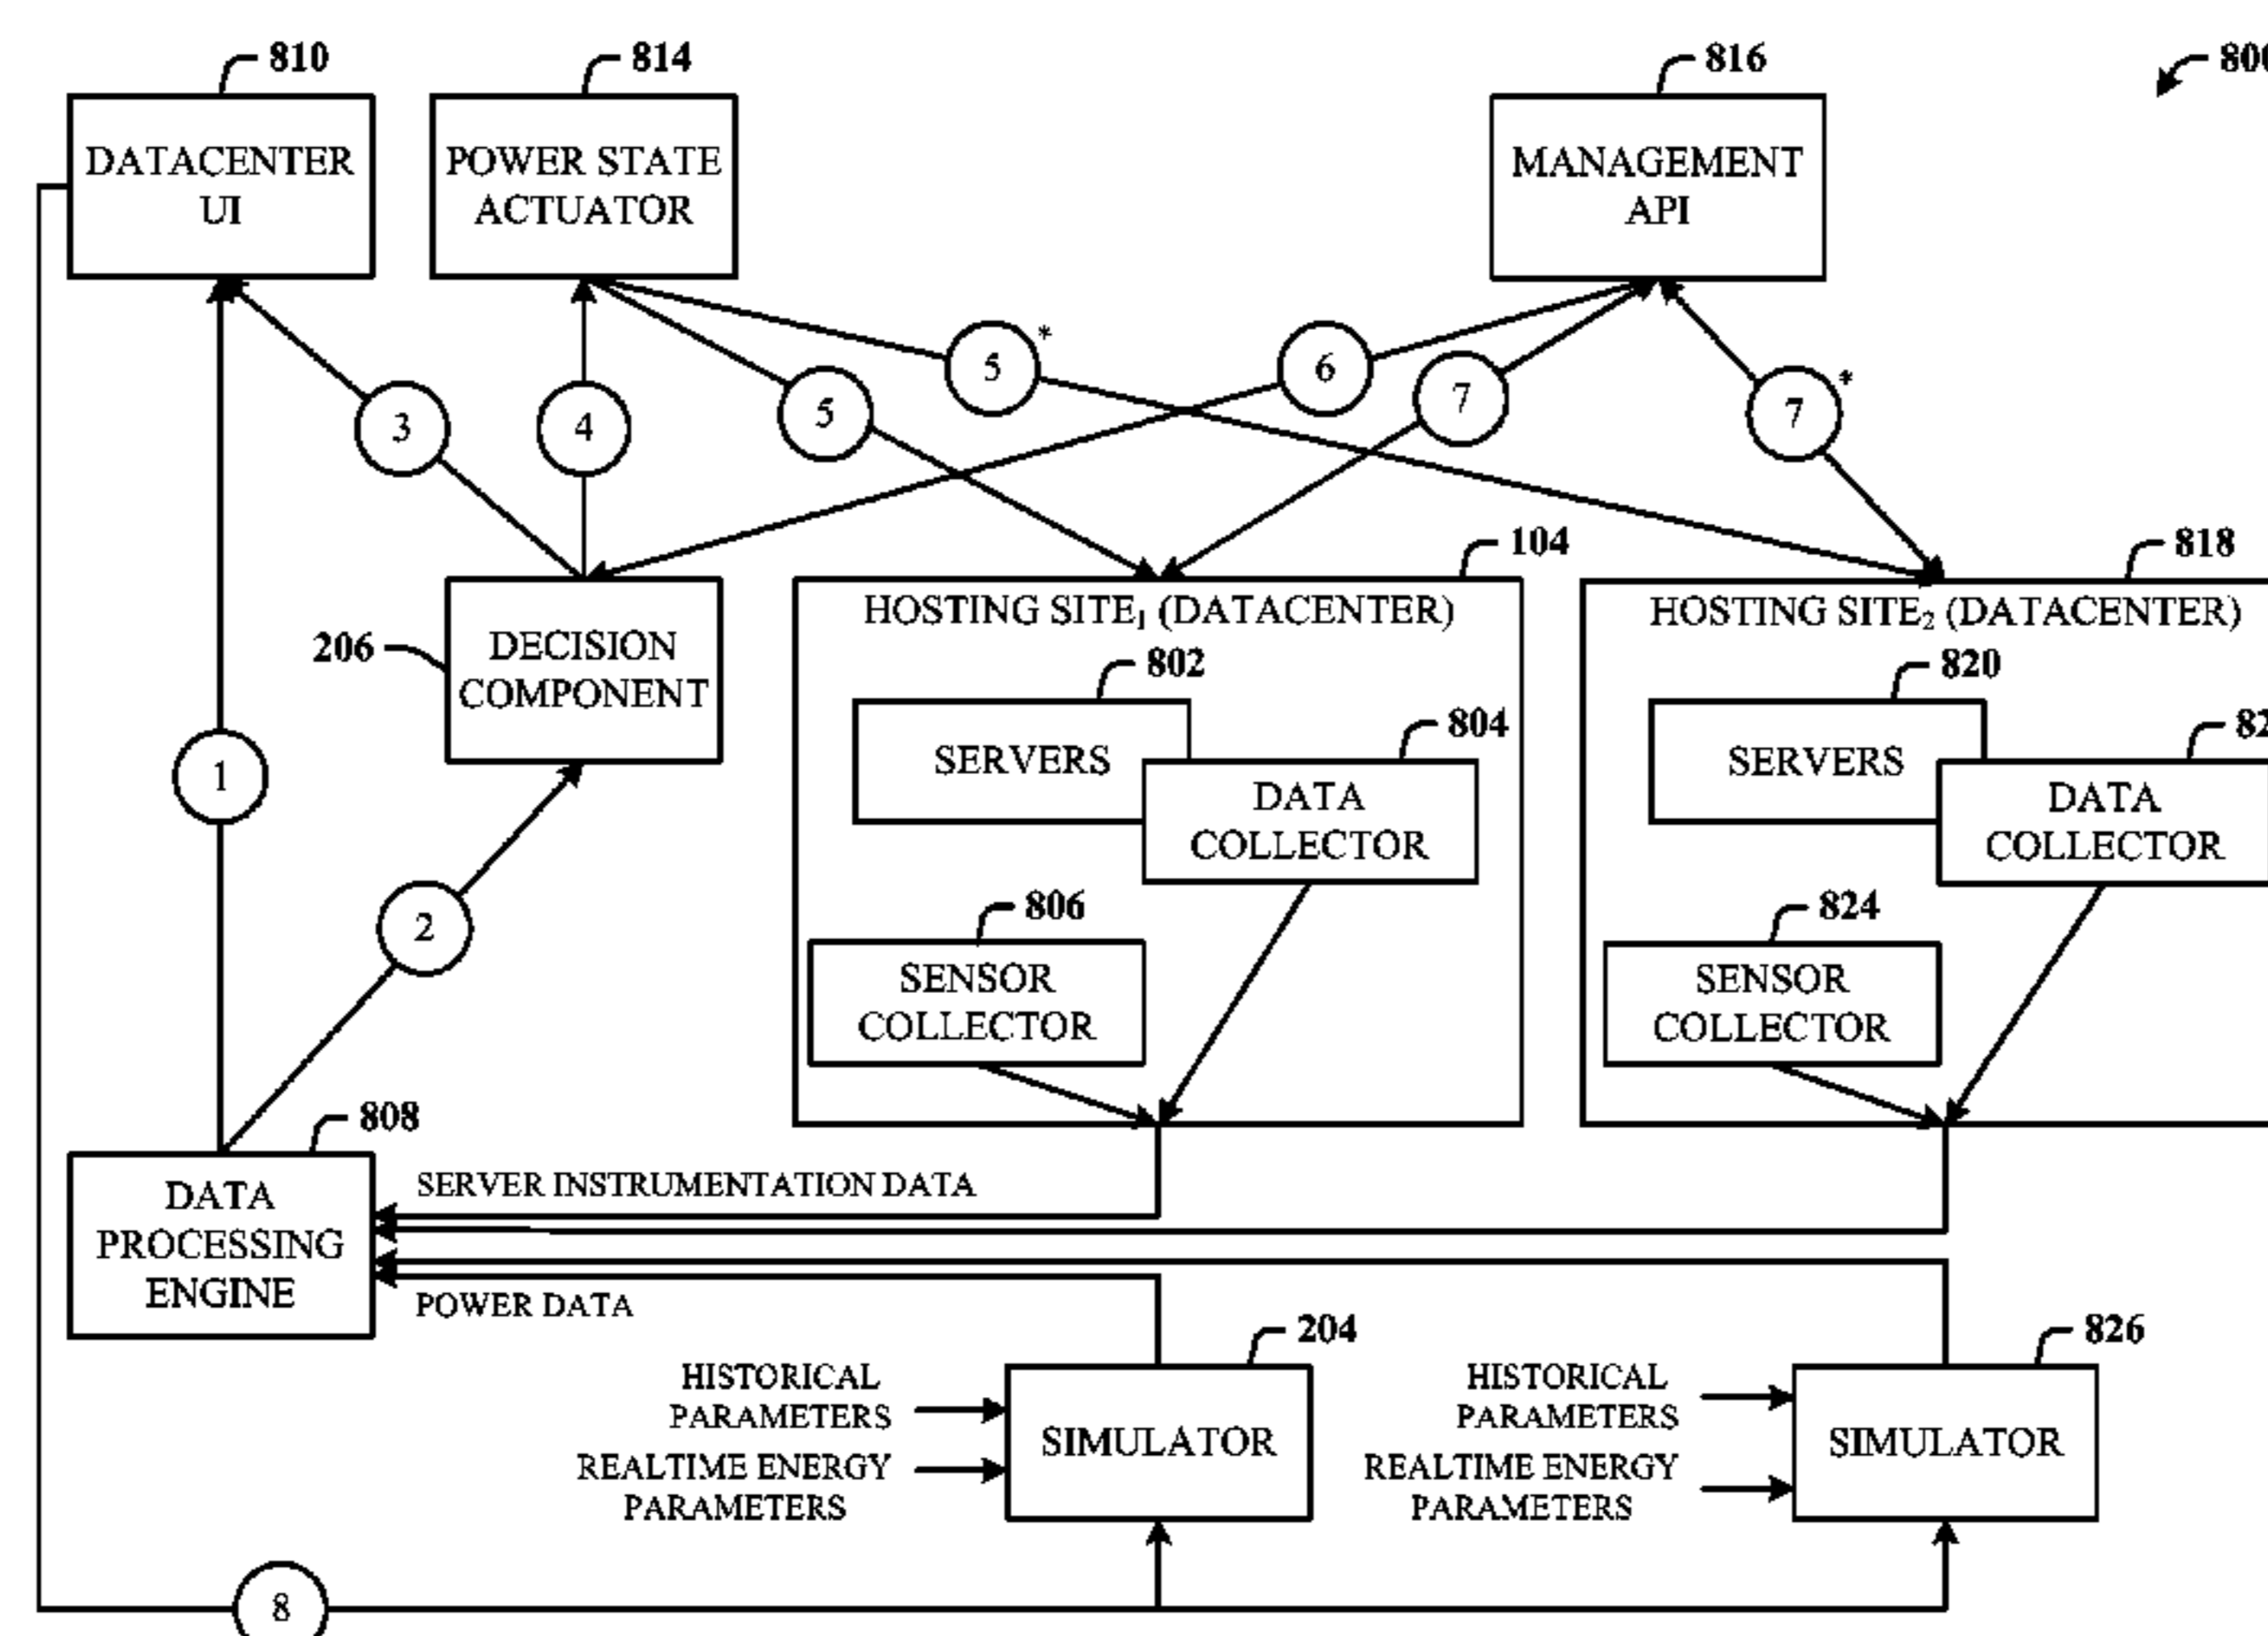 810
814
816
DATACENTER
UI
POWER STATE
ACTUATOR
MANAGEMENT
API
5
*
6
7
7
*
3
4
5
104
818
HOSTING SITE1 (DATACENTER)
HOSTING SITE2 (DATACENTER)
206
DECISION
COMPONENT
802
820
804
SERVERS
SERVERS
1
DATA
COLLECTOR
DATA
COLLECTOR
2
806
824
SENSOR
COLLECTOR
SENSOR
COLLECTOR
808
DATA
PROCESSING
ENGINE
SERVER INSTRUMENTATION DATA
POWER DATA
204
826
HISTORICAL
PARAMETERS
REALTIME ENERGY
PARAMETERS
SIMULATOR
HISTORICAL
PARAMETERS
REALTIME ENERGY
PARAMETERS
SIMULATOR
8